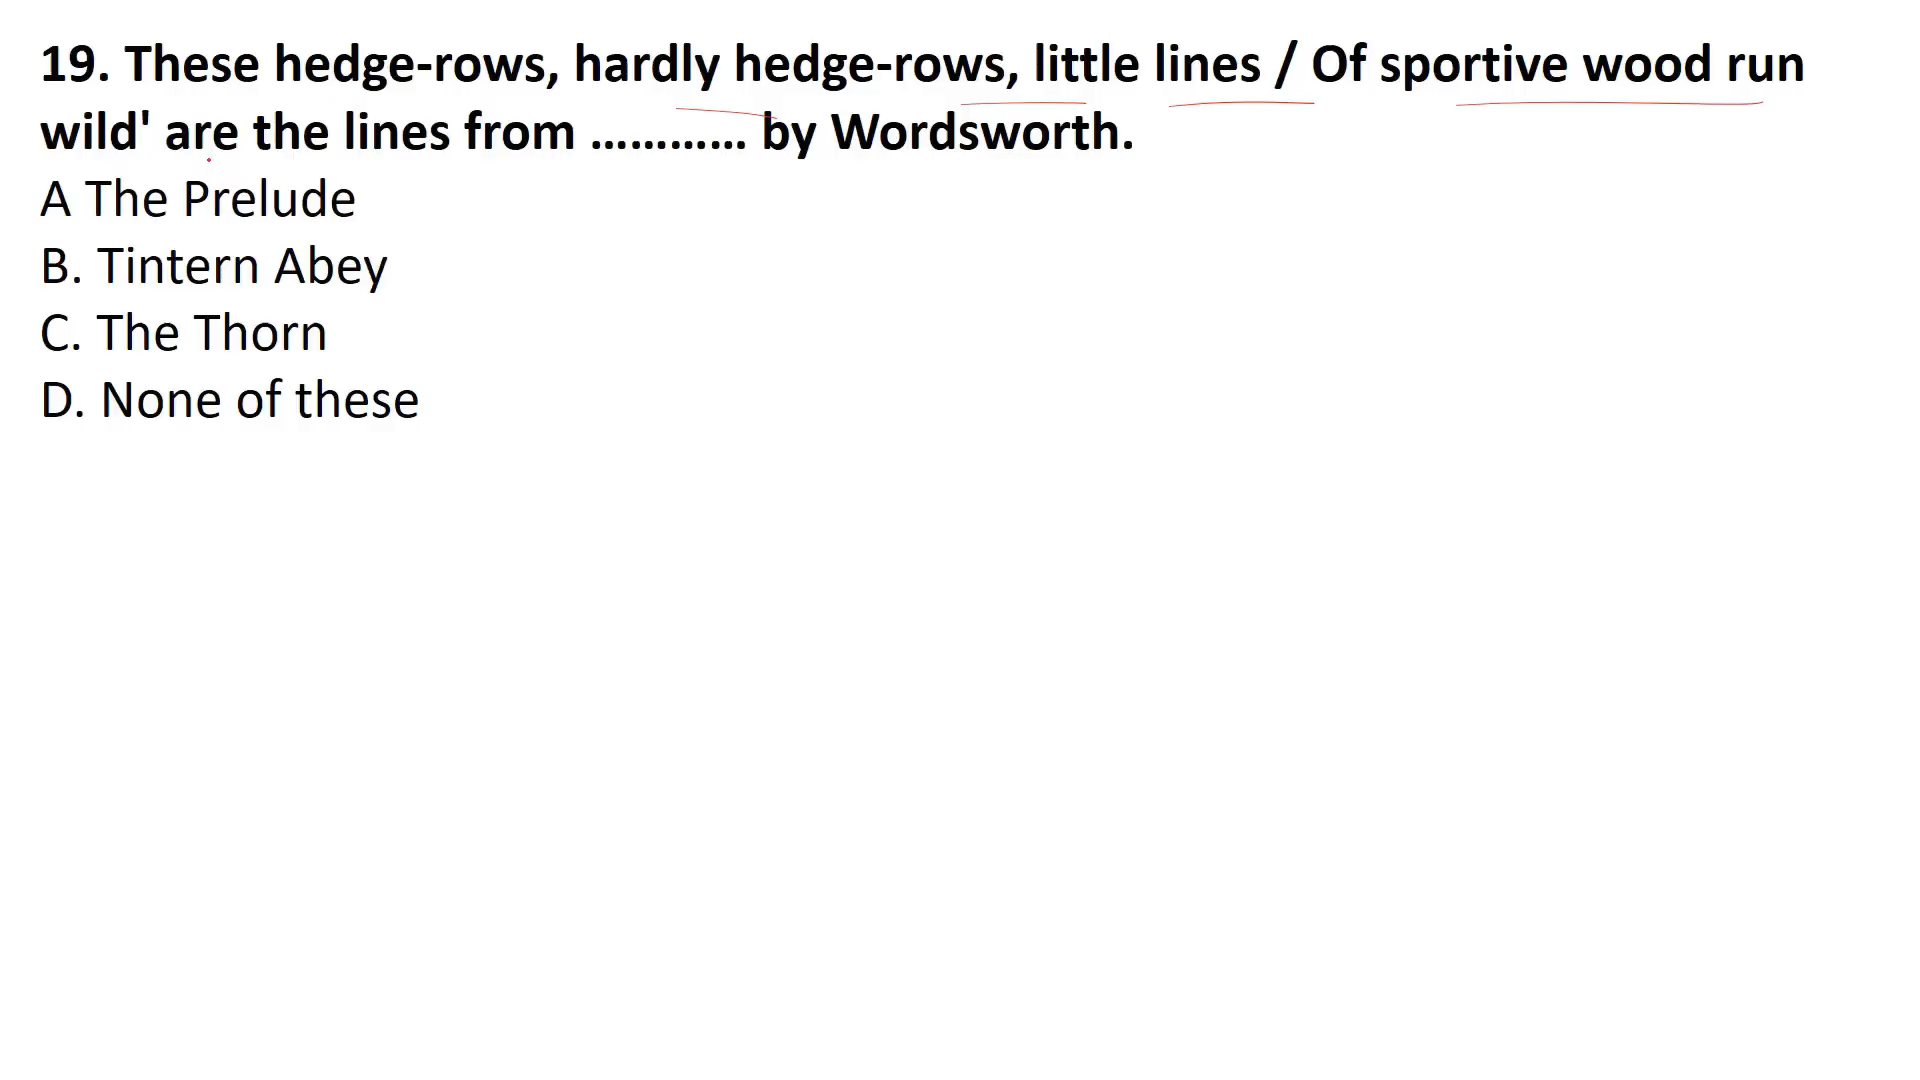 19. These hedge-rows, hardly hedge-rows, little lines / Of sportive wood run
wild' are the lines from ………… by Wordsworth.
A The Prelude
B. Tintern Abey
C. The Thorn
D. None of these